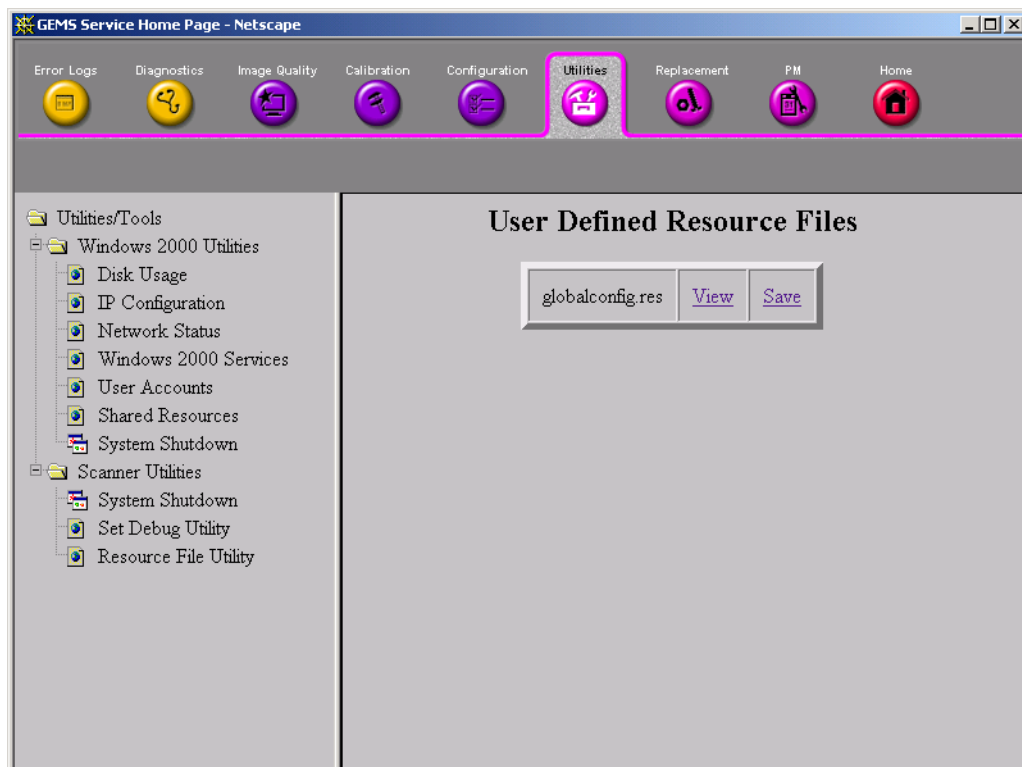 GEMS Service Home Page - Netscape
Error Logs Diagnostics Image Quality Calibration Configuration Utilities Replacement PM Home
Utilities/Tools
Windows 2000 Utilities
Disk Usage
IP Configuration
Network Status
Windows 2000 Services
User Accounts
Shared Resources
System Shutdown
Scanner Utilities
System Shutdown
Set Debug Utility
Resource File Utility
User Defined Resource Files
globalconfig.res View Save